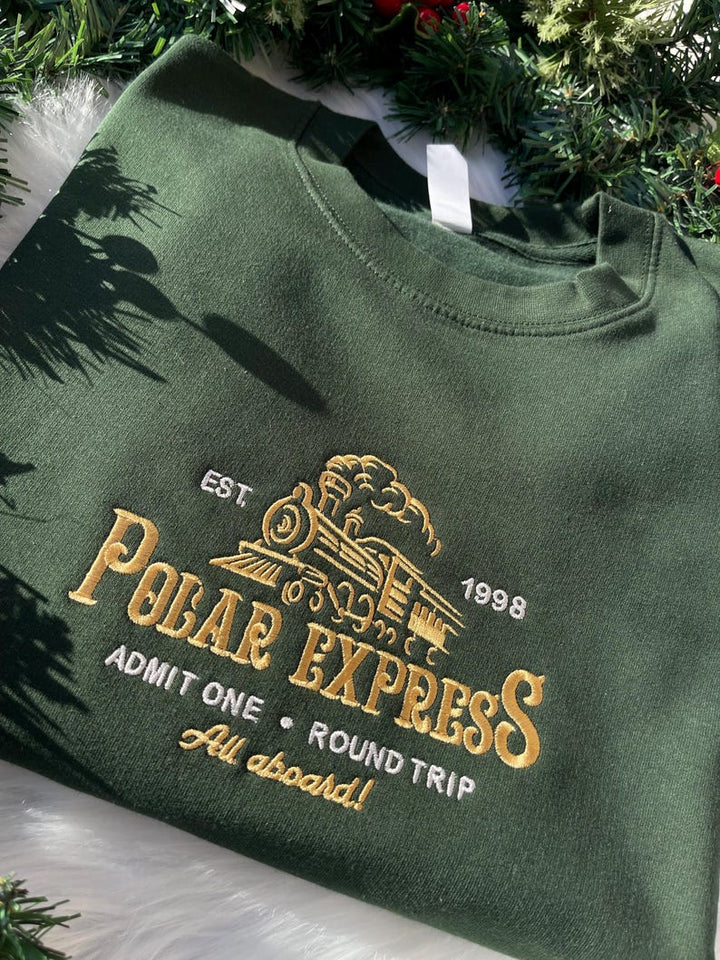 EST.
1998
POLAR EXPRESS
ADMIT ONE • ROUND TRIP
All aboard!